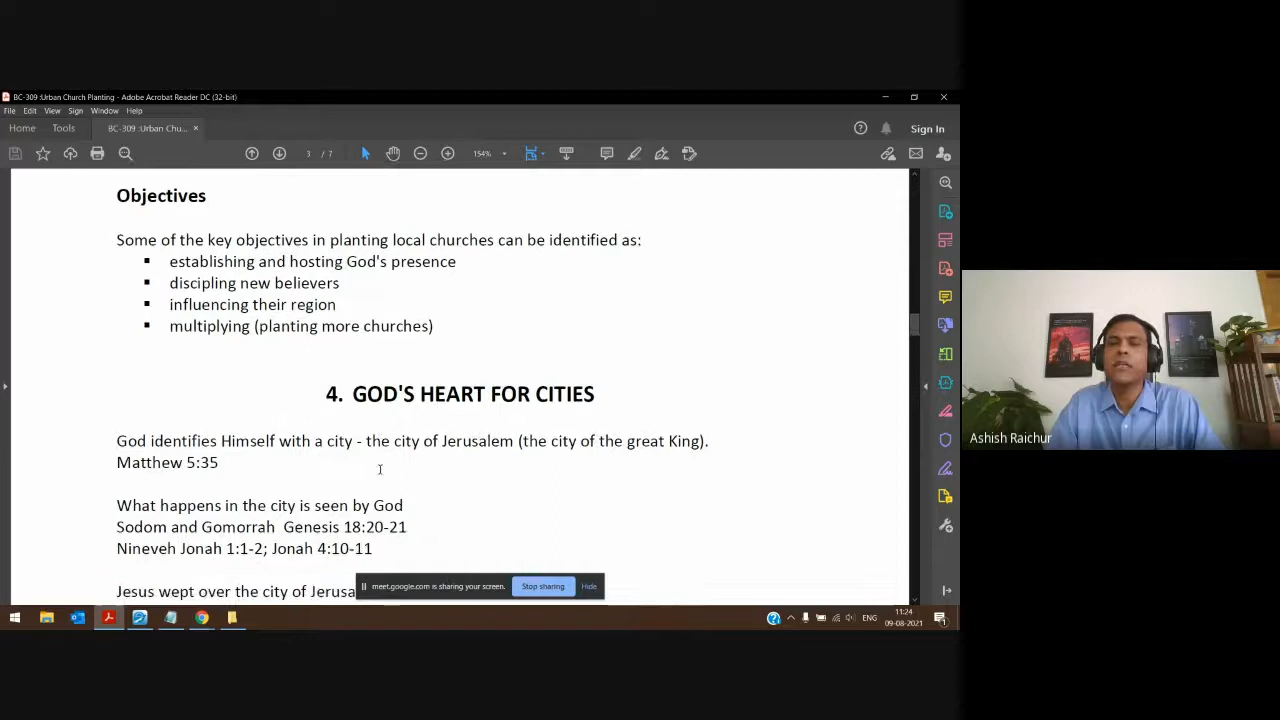 BC-309 :Urban Church Planting - Adobe Acrobat Reader DC (32-bit)
File Edit View Sign Window Help
Home Tools BC-309 :Urban Chu... × Sign In
3 / 7 154%
Objectives
Some of the key objectives in planting local churches can be identified as:
▪ establishing and hosting God's presence
▪ discipling new believers
▪ influencing their region
▪ multiplying (planting more churches)
4. GOD'S HEART FOR CITIES
God identifies Himself with a city - the city of Jerusalem (the city of the great King).
Matthew 5:35
What happens in the city is seen by God
Sodom and Gomorrah Genesis 18:20-21
Nineveh Jonah 1:1-2; Jonah 4:10-11
Jesus wept over the city of Jerusa
meet.google.com is sharing your screen. Stop sharing Hide
ENG 11:24
09-08-2021
Ashish Raichur